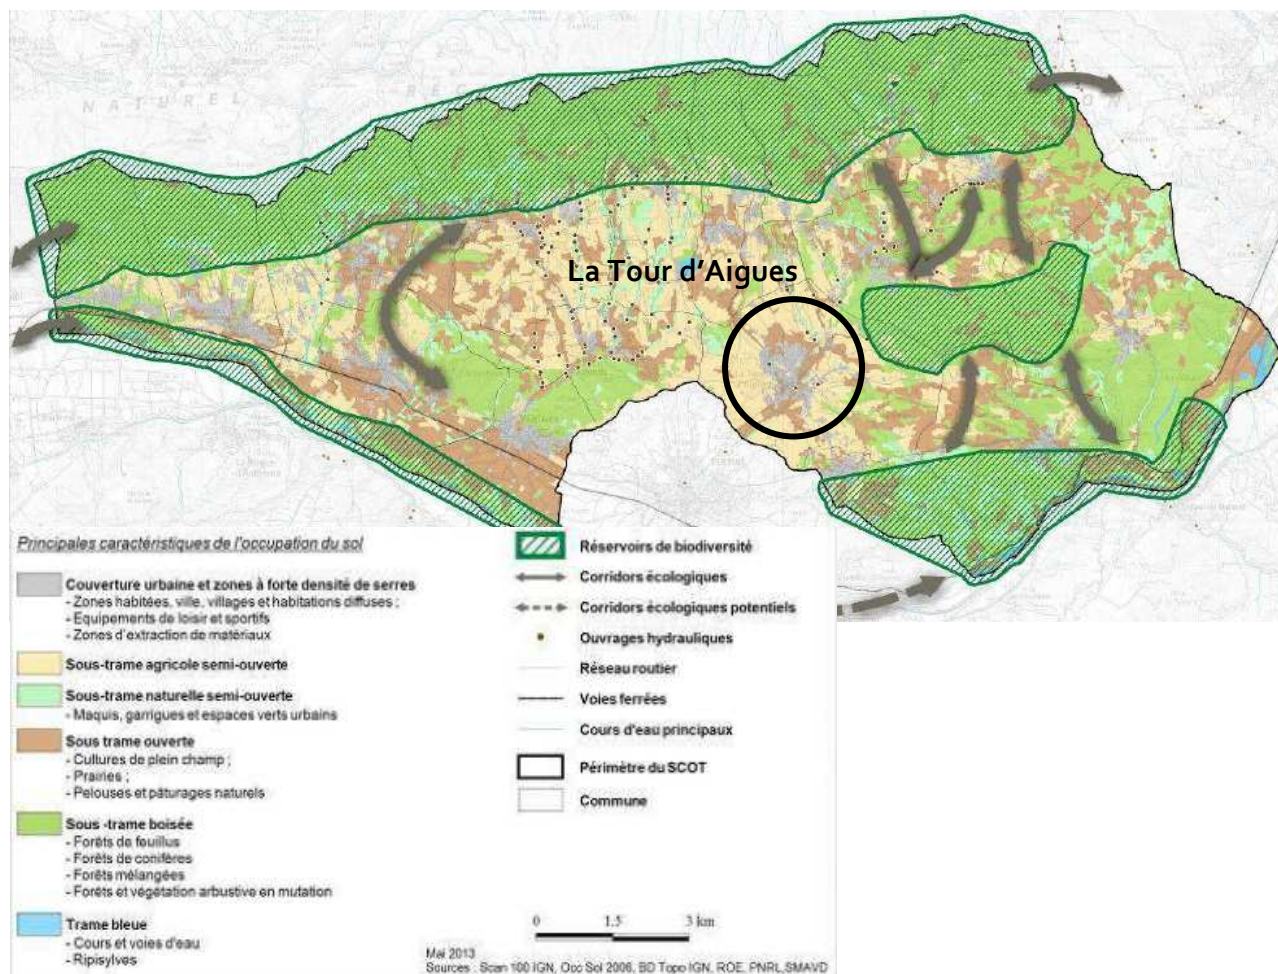 La Tour d'Aigues
Principales caractéristiques de l'occupation du sol
Couverture urbaine et zones à forte densité de serres
- Zones habitées, ville, villages et habitations diffuses ;
- Equipements de loisir et sportifs
- Zones d'extraction de matériaux
Sous-trame agricole semi-ouverte
Sous-trame naturelle semi-ouverte
- Maquis, garrigues et espaces verts urbains
Sous trame ouverte
- Cultures de plein champ ;
- Prairies ;
- Pelouses et pâturages naturels
Sous -trame boisée
- Forêts de feuillus
- Forêts de conifères
- Forêts mélangées
- Forêts et végétation arbustive en mutation
Trame bleue
- Cours et voies d'eau
- Ripisylves
Réservoirs de biodiversité
Corridors écologiques
Corridors écologiques potentiels
Ouvrages hydrauliques
Réseau routier
Voies ferrées
Cours d'eau principaux
Périmètre du SCOT
Commune
0 1.5 3 km
Mai 2013
Sources : Scan 100 IGN, Occ Sol 2006, BD Topo IGN, ROE, PNRL, SMAVD